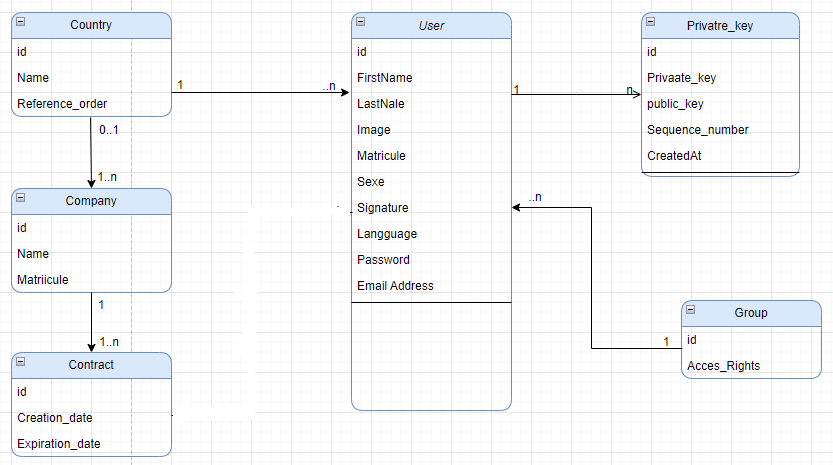 Country
id
Name
Reference_order
1
..n
0..1
1..n
Company
id
Name
Matriicule
1
1..n
Contract
id
Creation_date
Expiration_date
User
id
FirstName
LastNale
Image
Matricule
Sexe
Signature
Langguage
Password
Email Address
1
n
Privatre_key
id
Privaate_key
public_key
Sequence_number
CreatedAt
..n
1
Group
id
Acces_Rights